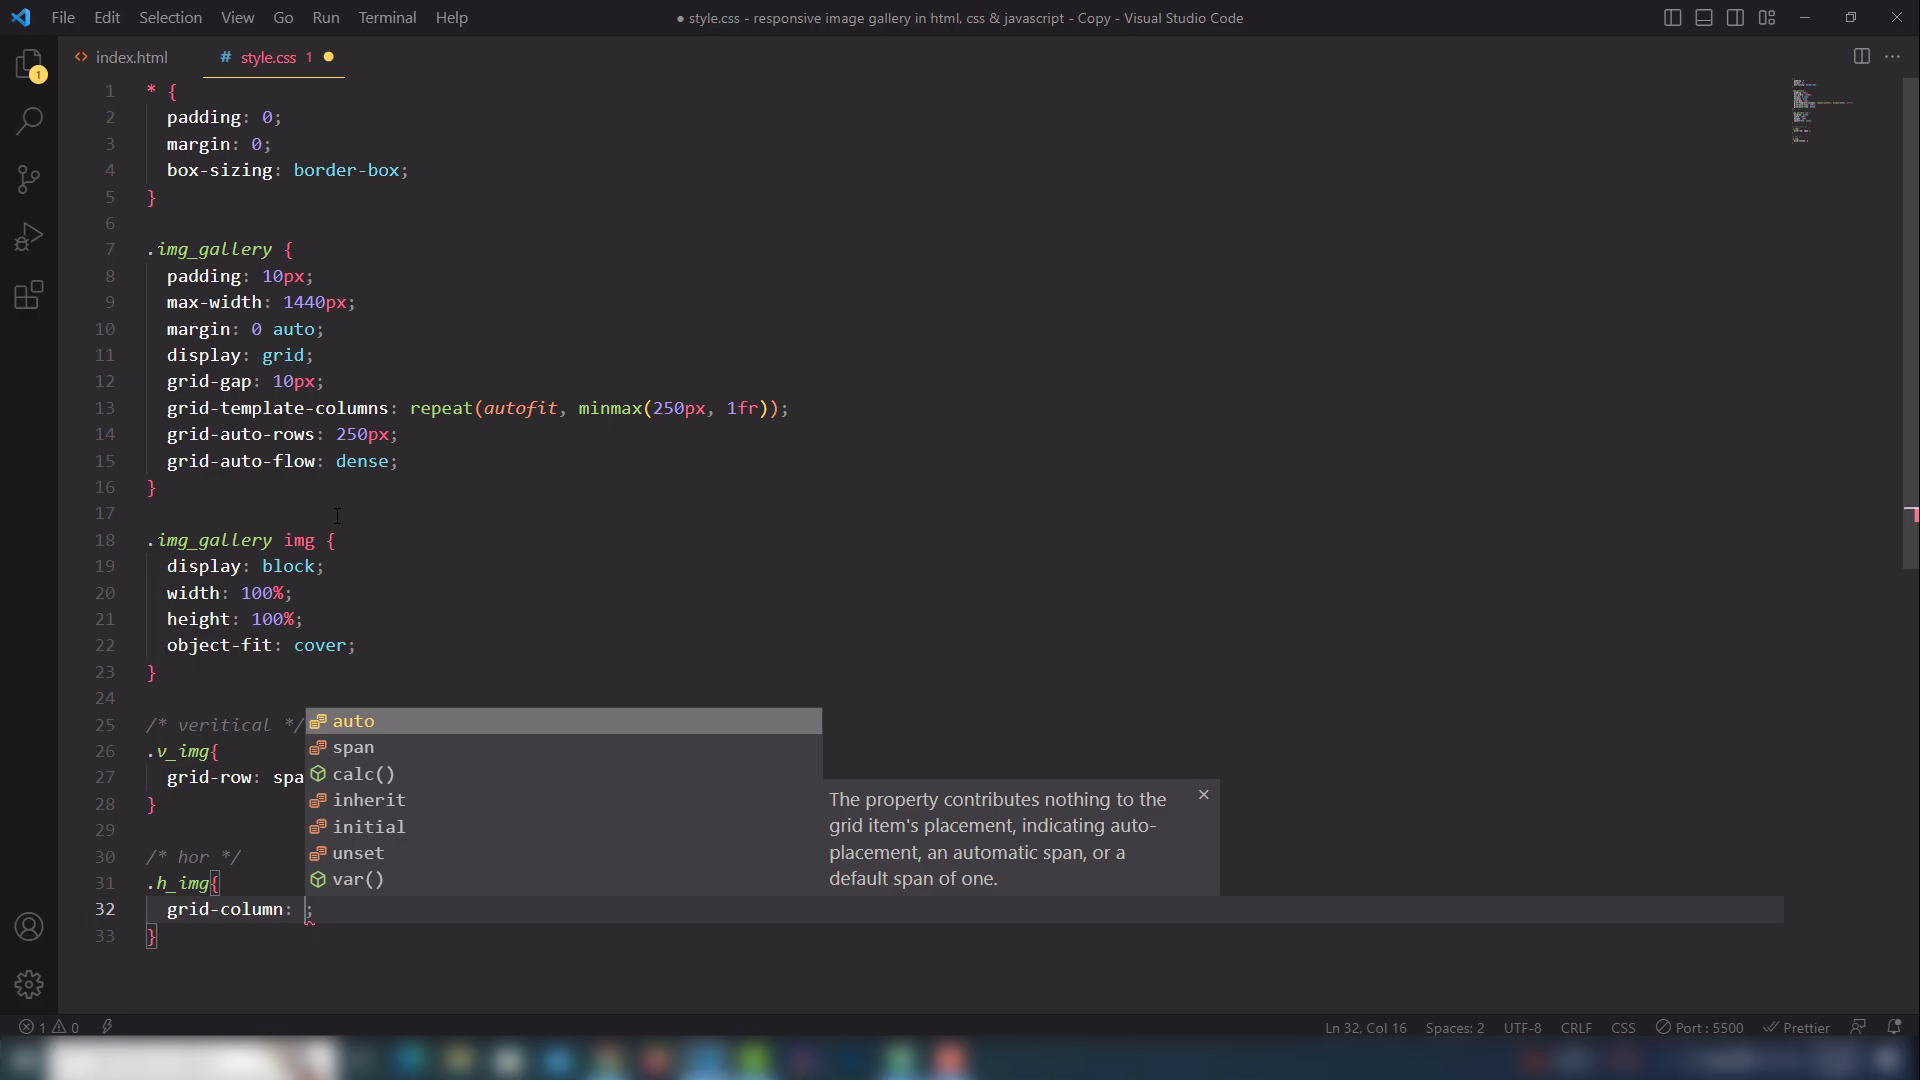 File Edit Selection View Go Run Terminal Help
● style.css - responsive image gallery in html, css & javascript - Copy - Visual Studio Code
index.html # style.css 1
1
1 * {
2 padding: 0;
3 margin: 0;
4 box-sizing: border-box;
5 }
6
7 .img_gallery {
8 padding: 10px;
9 max-width: 1440px;
10 margin: 0 auto;
11 display: grid;
12 grid-gap: 10px;
13 grid-template-columns: repeat(autofit, minmax(250px, 1fr));
14 grid-auto-rows: 250px;
15 grid-auto-flow: dense;
16 }
17
18 .img_gallery img {
19 display: block;
20 width: 100%;
21 height: 100%;
22 object-fit: cover;
23 }
24
25 /* veritical */
26 .v_img{
27 grid-row: spa
28 }
29
30 /* hor */
31 .h_img{
32 grid-column: ;
33 }
auto
span
calc()
inherit
initial
unset
var()
The property contributes nothing to the
grid item's placement, indicating auto-
placement, an automatic span, or a
default span of one.
1 0 Ln 32, Col 16 Spaces: 2 UTF-8 CRLF CSS Port : 5500 Prettier